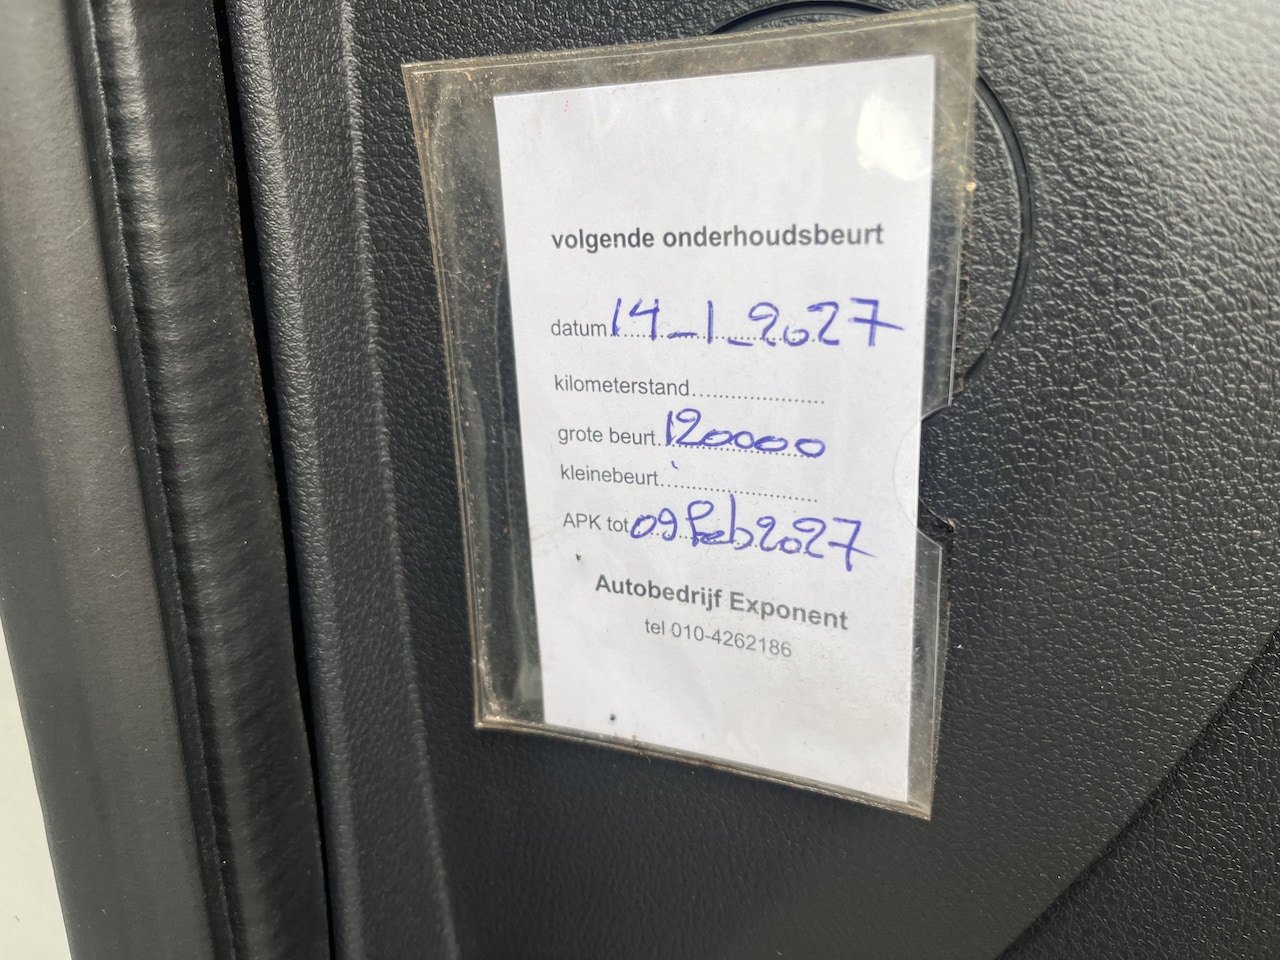 volgende onderhoudsbeurt
datum 14-1-2027
kilometerstand....................
grote beurt. 120000
kleinebeurt........................
APK tot 09 feb 2027
Autobedrijf Exponent
tel 010-4262186